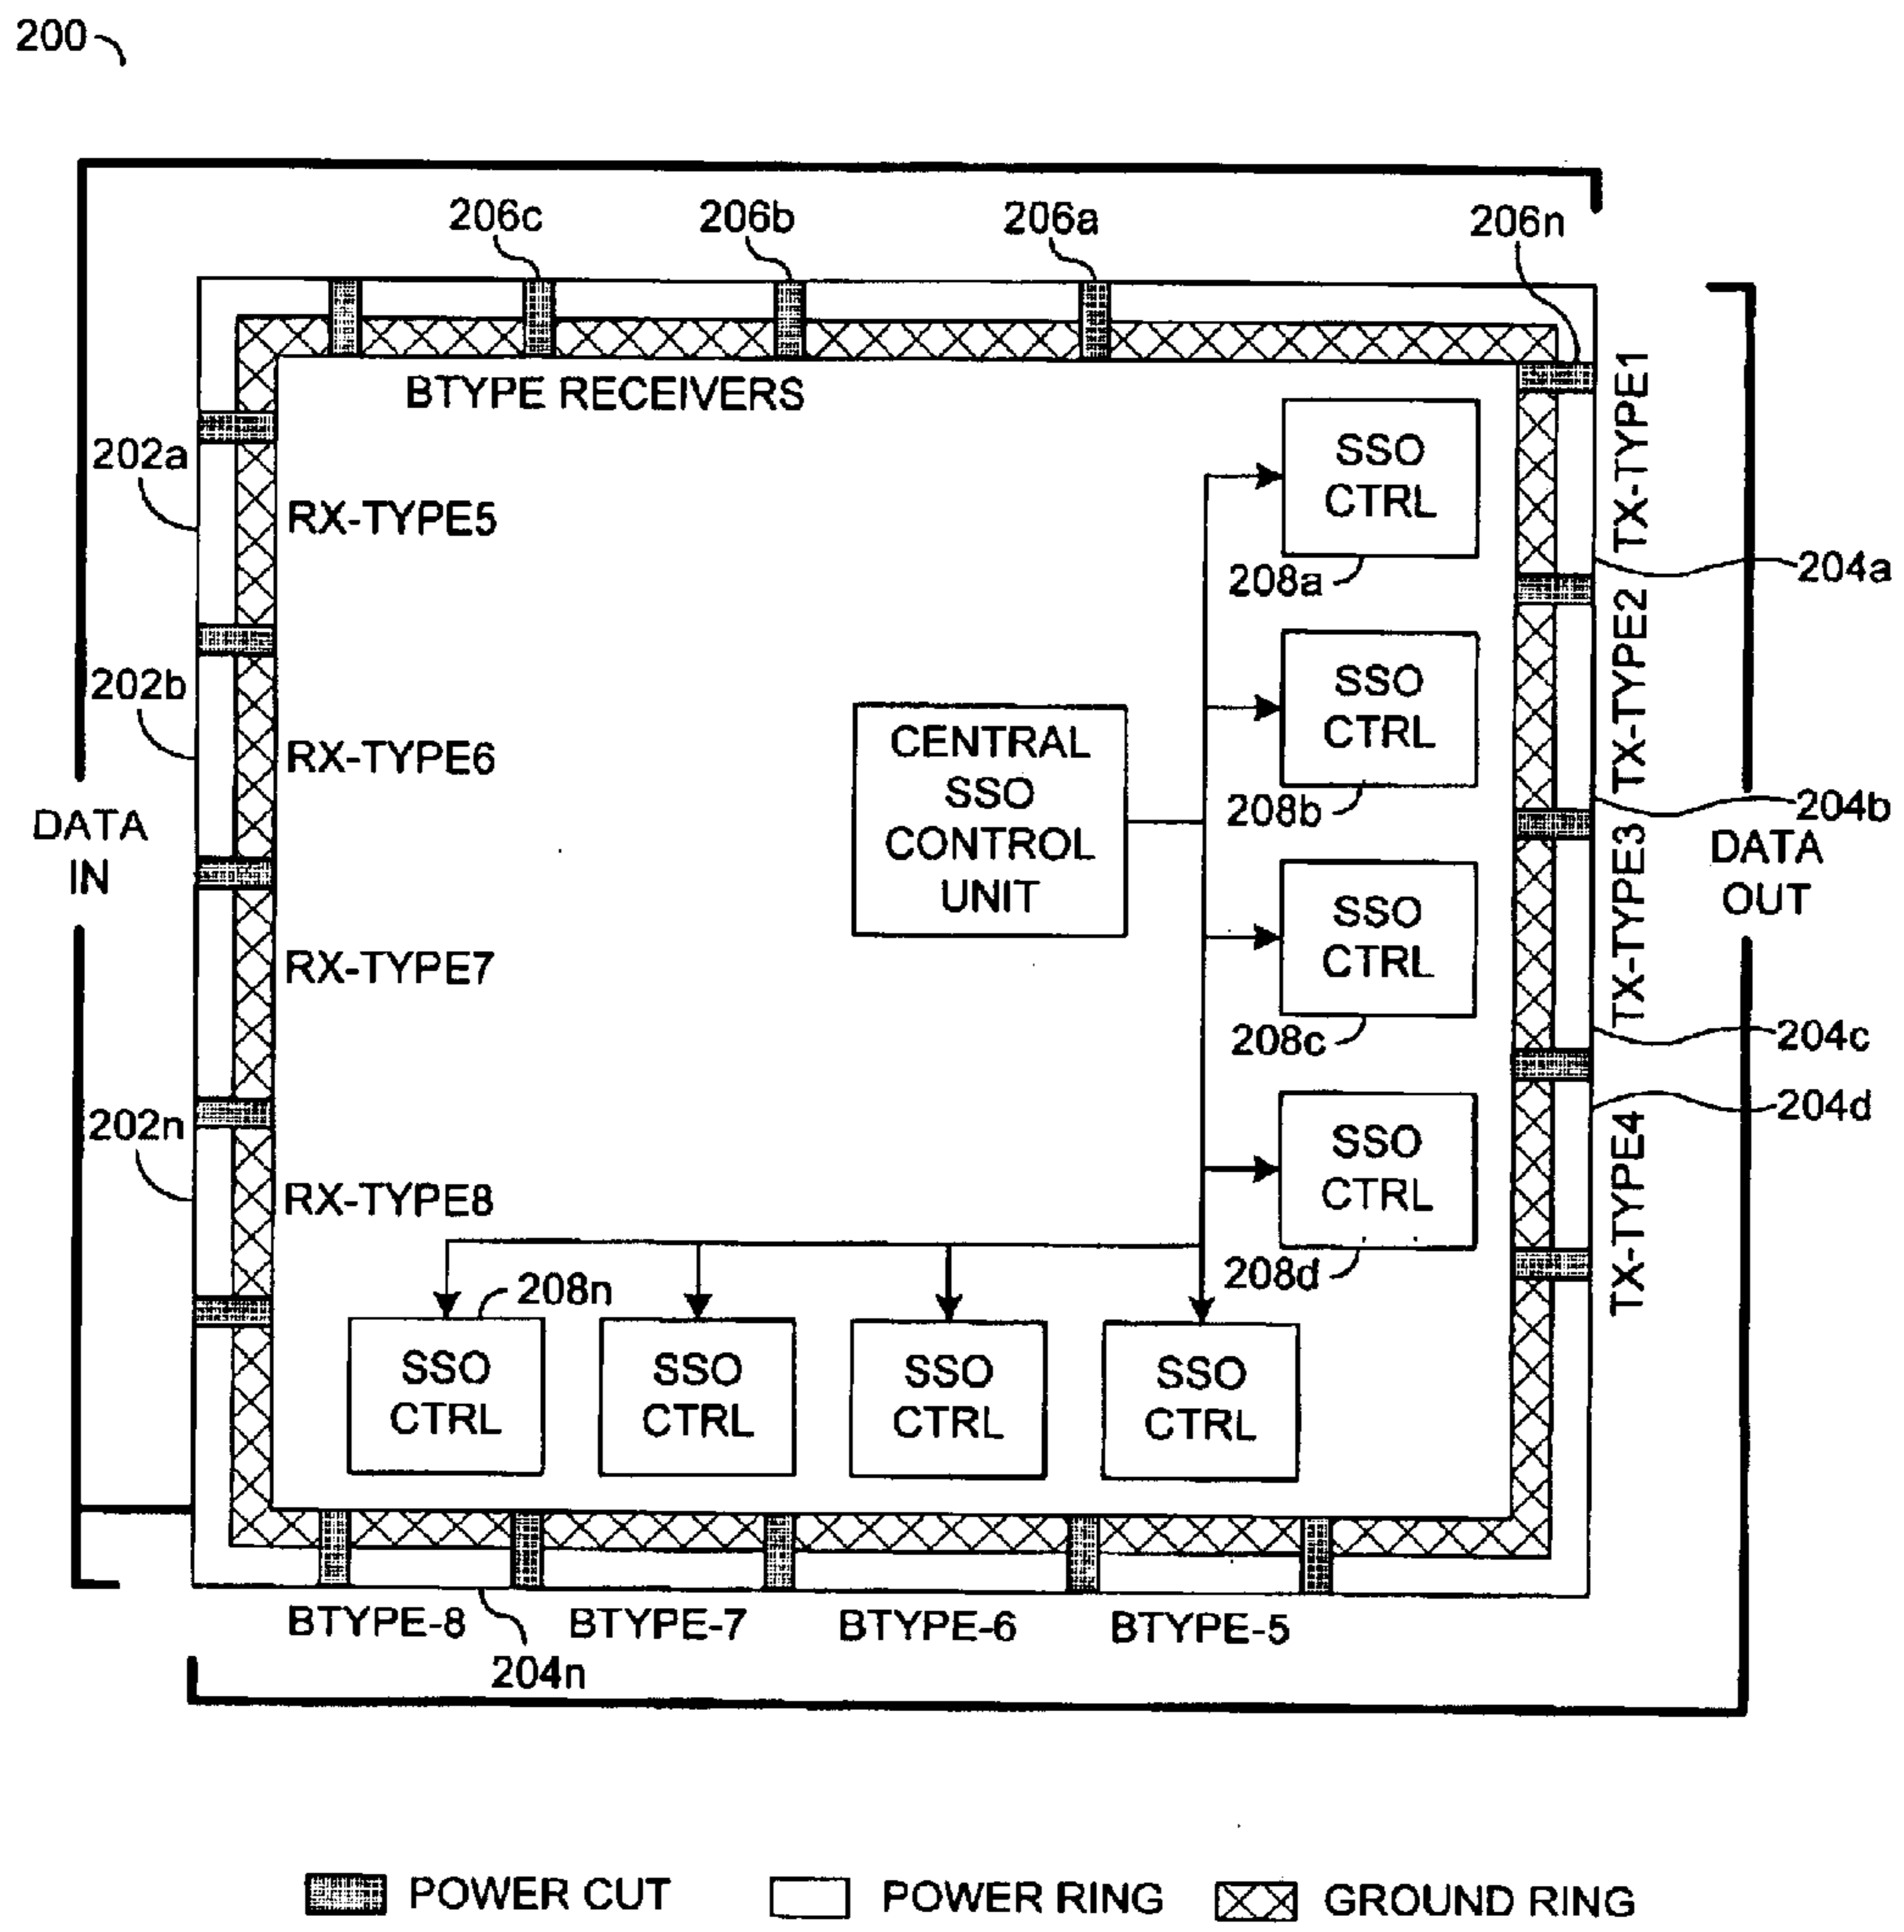 200
206c
206b
206a
206n
BTYPE RECEIVERS
TX-TYPE1
202a
RX-TYPE5
SSO
CTRL
208a
204a
TX-TYPE2
202b
RX-TYPE6
SSO
CTRL
208b
204b
CENTRAL
SSO
CONTROL
UNIT
DATA
IN
DATA
OUT
TX-TYPE3
RX-TYPE7
SSO
CTRL
208c
204c
202n
RX-TYPE8
SSO
CTRL
208d
204d
TX-TYPE4
208n
SSO
CTRL
SSO
CTRL
SSO
CTRL
SSO
CTRL
BTYPE-8
BTYPE-7
BTYPE-6
BTYPE-5
204n
POWER CUT
POWER RING
GROUND RING